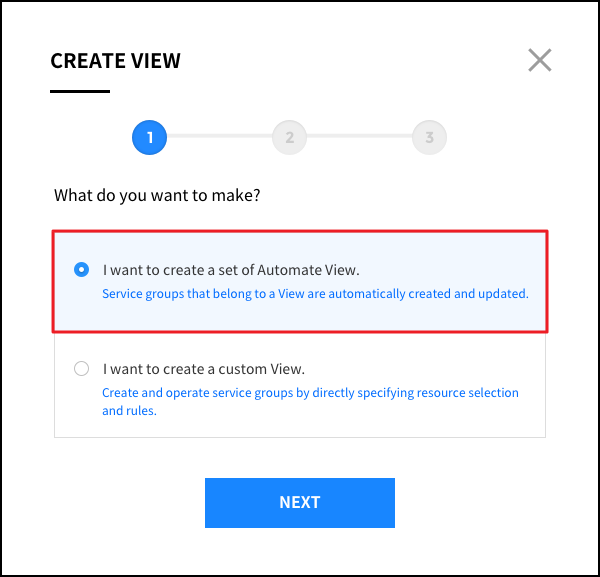 CREATE VIEW
1
2
3
What do you want to make?
I want to create a set of Automate View.
Service groups that belong to a View are automatically created and updated.
I want to create a custom View.
Create and operate service groups by directly specifying resource selection
and rules.
NEXT